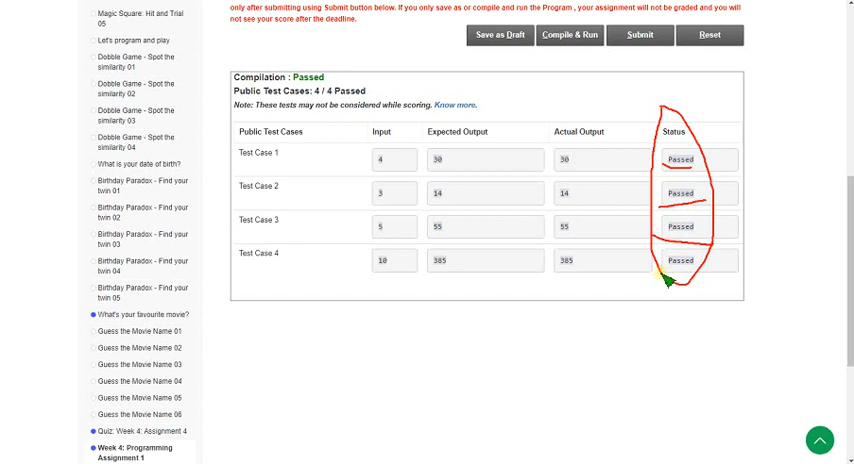 Magic Square: Hit and Trial
05
Let's program and play
Dobble Game - Spot the
similarity 01
Dobble Game - Spot the
similarity 02
Dobble Game - Spot the
similarity 03
Dobble Game - Spot the
similarity 04
What is your date of birth?
Birthday Paradox - Find your
twin 01
Birthday Paradox - Find your
twin 02
Birthday Paradox - Find your
twin 03
Birthday Paradox - Find your
twin 04
Birthday Paradox - Find your
twin 05
What's your favourite movie?
Guess the Movie Name 01
Guess the Movie Name 02
Guess the Movie Name 03
Guess the Movie Name 04
Guess the Movie Name 05
Guess the Movie Name 06
Quiz: Week 4: Assignment 4
Week 4: Programming
Assignment 1
only after submitting using Submit button below. If you only save as or compile and run the Program , your assignment will not be graded and you will
not see your score after the deadline.
Save as Draft Compile & Run Submit Reset
Compilation : Passed
Public Test Cases: 4 / 4 Passed
Note: These tests may not be considered while scoring. Know more.
Public Test Cases Input Expected Output Actual Output Status
Test Case 1 4 30 30 Passed
Test Case 2 3 14 14 Passed
Test Case 3 5 55 55 Passed
Test Case 4 10 385 385 Passed